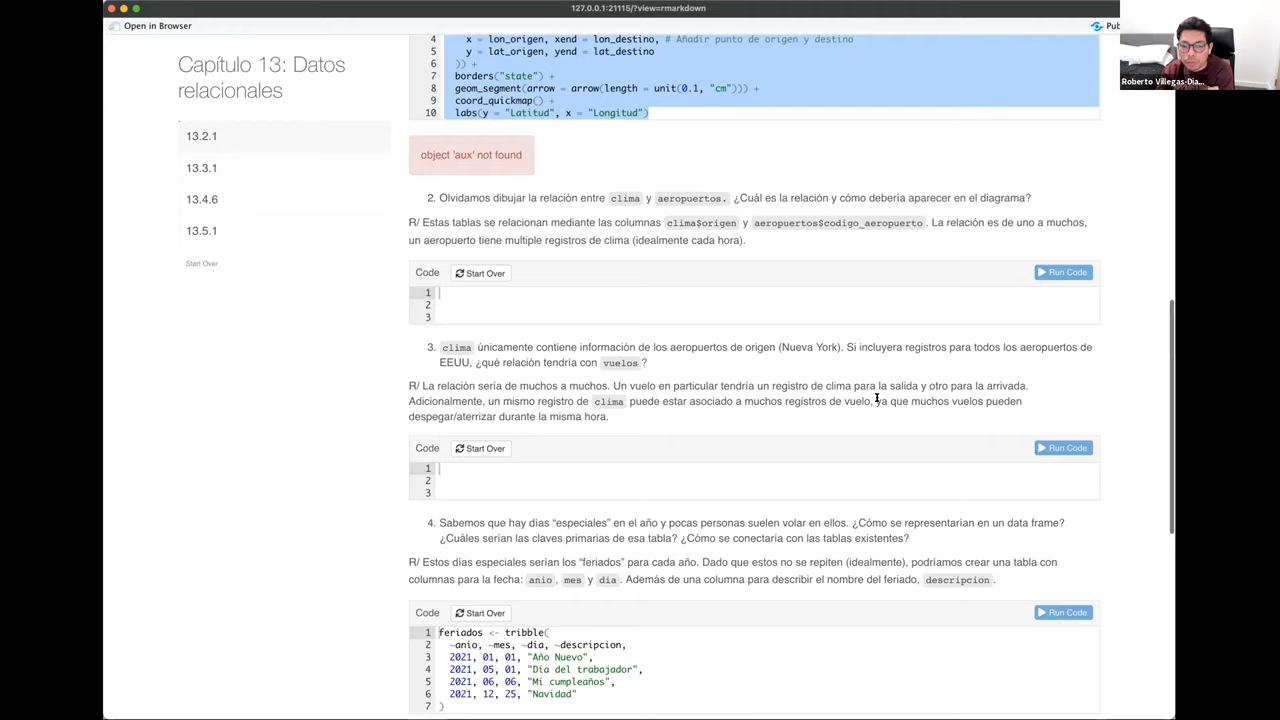 127.0.0.1:21115/?view=rmarkdown
Open in Browser
Pub
Roberto Villegas-Dia...
Capítulo 13: Datos
relacionales
13.2.1
13.3.1
13.4.6
13.5.1
Start Over
4 x = lon_origen, xend = lon_destino, # Añadir punto de origen y destino
5 y = lat_origen, yend = lat_destino
6 )) +
7 borders("state") +
8 geom_segment(arrow = arrow(length = unit(0.1, "cm"))) +
9 coord_quickmap() +
10 labs(y = "Latitud", x = "Longitud")
object 'aux' not found
2. Olvidamos dibujar la relación entre clima y aeropuertos. ¿Cuál es la relación y cómo debería aparecer en el diagrama?
R/ Estas tablas se relacionan mediante las columnas clima$origen y aeropuertos$codigo_aeropuerto. La relación es de uno a muchos,
un aeropuerto tiene multiple registros de clima (idealmente cada hora).
Code Start Over Run Code
1
2
3
3. clima únicamente contiene información de los aeropuertos de origen (Nueva York). Si incluyera registros para todos los aeropuertos de
EEUU, ¿qué relación tendría con vuelos?
R/ La relación sería de muchos a muchos. Un vuelo en particular tendría un registro de clima para la salida y otro para la arrivada.
Adicionalmente, un mismo registro de clima puede estar asociado a muchos registros de vuelo, ya que muchos vuelos pueden
despegar/aterrizar durante la misma hora.
Code Start Over Run Code
1
2
3
4. Sabemos que hay días “especiales” en el año y pocas personas suelen volar en ellos. ¿Cómo se representarían en un data frame?
¿Cuáles serían las claves primarias de esa tabla? ¿Cómo se conectaría con las tablas existentes?
R/ Estos días especiales serían los “feriados” para cada año. Dado que estos no se repiten (idealmente), podríamos crear una tabla con
columnas para la fecha: anio, mes y dia. Además de una columna para describir el nombre del feriado, descripcion.
Code Start Over Run Code
1 feriados <- tribble(
2 ~anio, ~mes, ~dia, ~descripcion,
3 2021, 01, 01, "Año Nuevo",
4 2021, 05, 01, "Día del trabajador",
5 2021, 06, 06, "Mi cumpleaños",
6 2021, 12, 25, "Navidad"
7 )